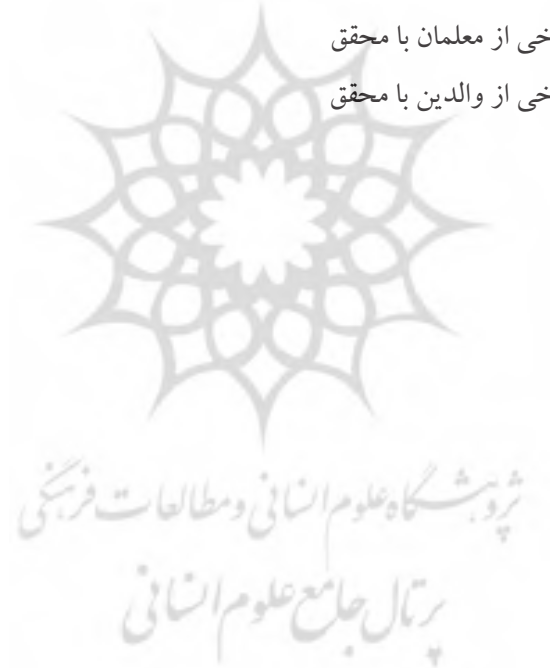 خی از معلمان با محقق
خی از والدین با محقق
پژوهشگاه علوم انسانی و مطالعات فرهنگی
پرتال جامع علوم انسانی